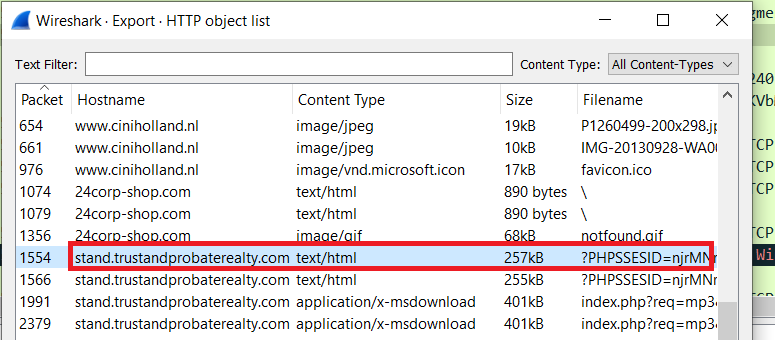 Wireshark · Export · HTTP object list
Text Filter: Content Type: All Content-Types
Packet Hostname Content Type Size Filename
654 www.ciniholland.nl image/jpeg 19kB P1260499-200x298.jp
661 www.ciniholland.nl image/jpeg 10kB IMG-20130928-WA00
976 www.ciniholland.nl image/vnd.microsoft.icon 17kB favicon.ico
1074 24corp-shop.com text/html 890 bytes \
1079 24corp-shop.com text/html 890 bytes \
1356 24corp-shop.com image/gif 68kB notfound.gif
1554 stand.trustandprobaterealty.com text/html 257kB ?PHPSSESID=njrMN
1566 stand.trustandprobaterealty.com text/html 255kB ?PHPSSESID=njrMN
1991 stand.trustandprobaterealty.com application/x-msdownload 401kB index.php?req=mp3&
2379 stand.trustandprobaterealty.com application/x-msdownload 401kB index.php?req=mp3&
gme
240
TCP
TCP
TCP
TCP
Wi
TCP